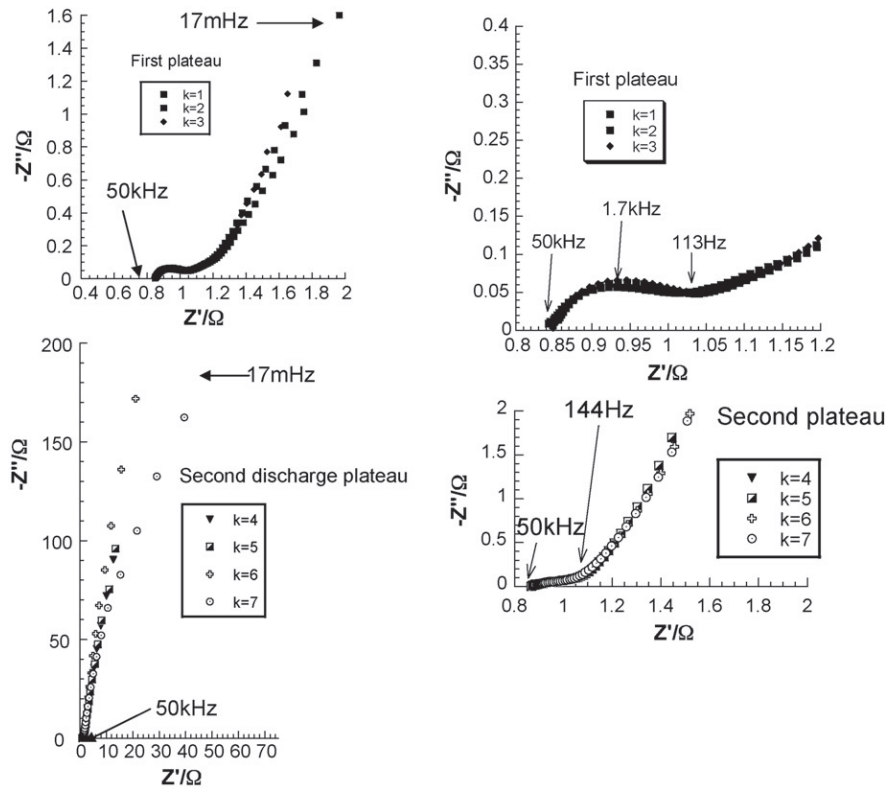 1.6
17mHz
1.4
1.2
First plateau
k=1
k=2
k=3
1
0.8
0.6
50kHz
0.4
0.2
0
-Z''/Ω
0.4 0.6 0.8 1 1.2 1.4 1.6 1.8 2
Z'/Ω
0.4
0.3
First plateau
k=1
k=2
k=3
0.2
0.15
0.1
0.05
0
-Z''/Ω
50kHz
1.7kHz
113Hz
0.8 0.85 0.9 0.95 1 1.05 1.1 1.15 1.2
Z'/Ω
200
17mHz
150
Second discharge plateau
k=4
k=5
k=6
k=7
100
50
50kHz
0
-Z''/Ω
0 10 20 30 40 50 60 70
Z'/Ω
2
144Hz
Second plateau
1.5
k=4
k=5
k=6
k=7
1
50kHz
0.5
0
-Z''/Ω
0.8 1 1.2 1.4 1.6 1.8 2
Z'/Ω